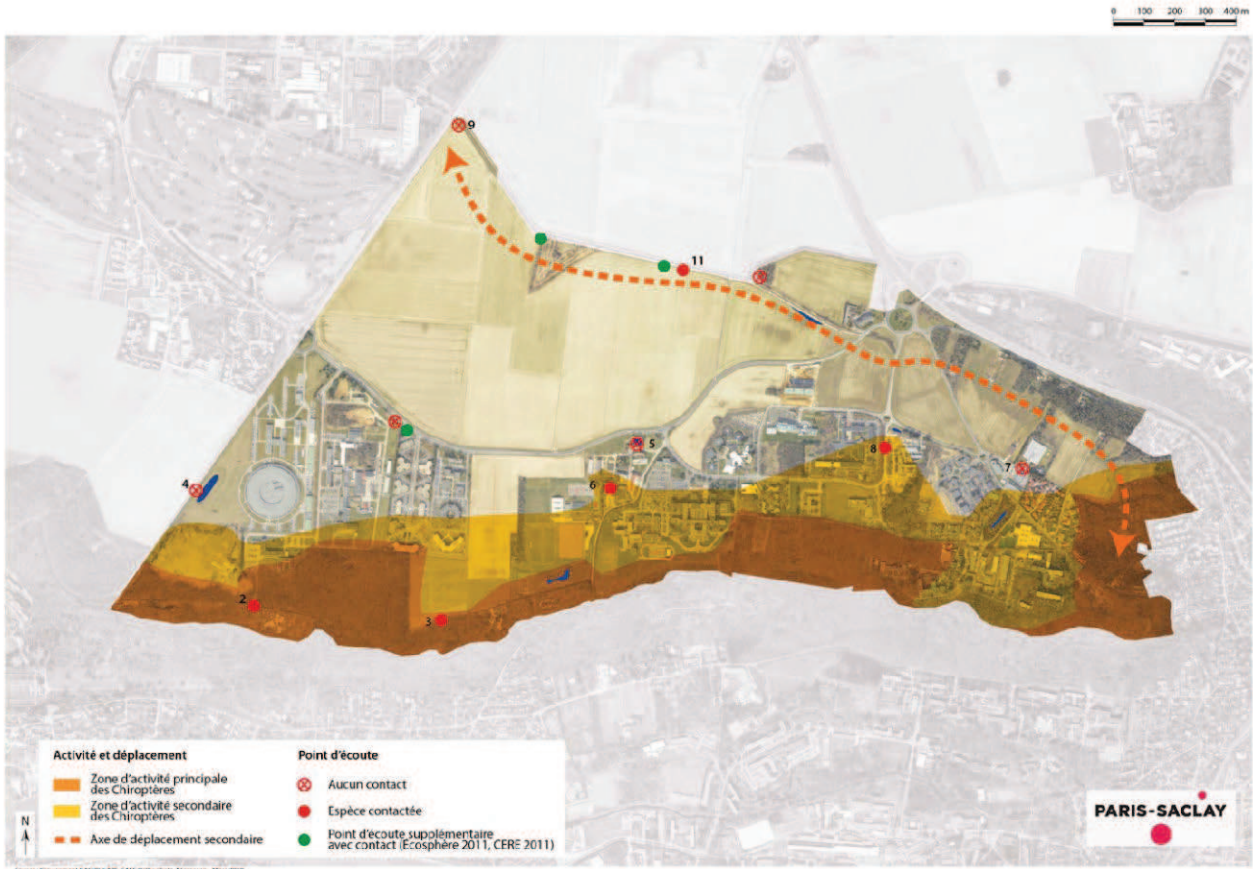 0 100 200 300 400 m
9
11
5
8
7
4
6
2
3
Activité et déplacement
Zone d'activité principale
des Chiroptères
Zone d'activité secondaire
des Chiroptères
Axe de déplacement secondaire
Point d'écoute
Aucun contact
Espèce contactée
Point d'écoute supplémentaire
avec contact (Ecosphère 2011, CERE 2011)
N
PARIS-SACLAY